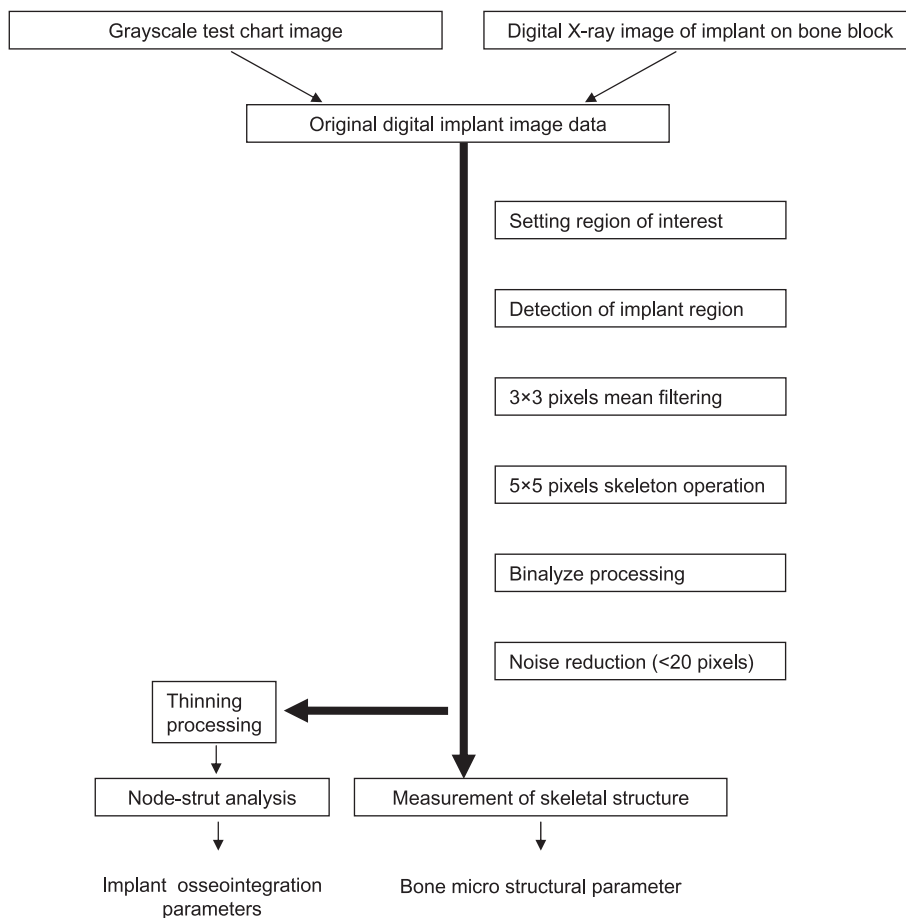 Grayscale test chart image
Digital X-ray image of implant on bone block
Original digital implant image data
Setting region of interest
Detection of implant region
3×3 pixels mean filtering
5×5 pixels skeleton operation
Binalyze processing
Noise reduction (<20 pixels)
Thinning
processing
Node-strut analysis
Measurement of skeletal structure
Implant osseointegration
parameters
Bone micro structural parameter